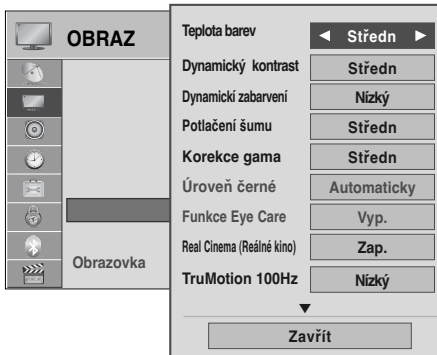 OBRAZ
Teplota barev ◄ Středn ►
Dynamický kontrast Středn
Dynamickí zabarvení Nízký
Potlačení šumu Středn
Korekce gama Středn
Úroveň černé Automaticky
Funkce Eye Care Vyp.
Real Cinema (Reálné kino) Zap.
TruMotion 100Hz Nízký
Obrazovka
Zavřít